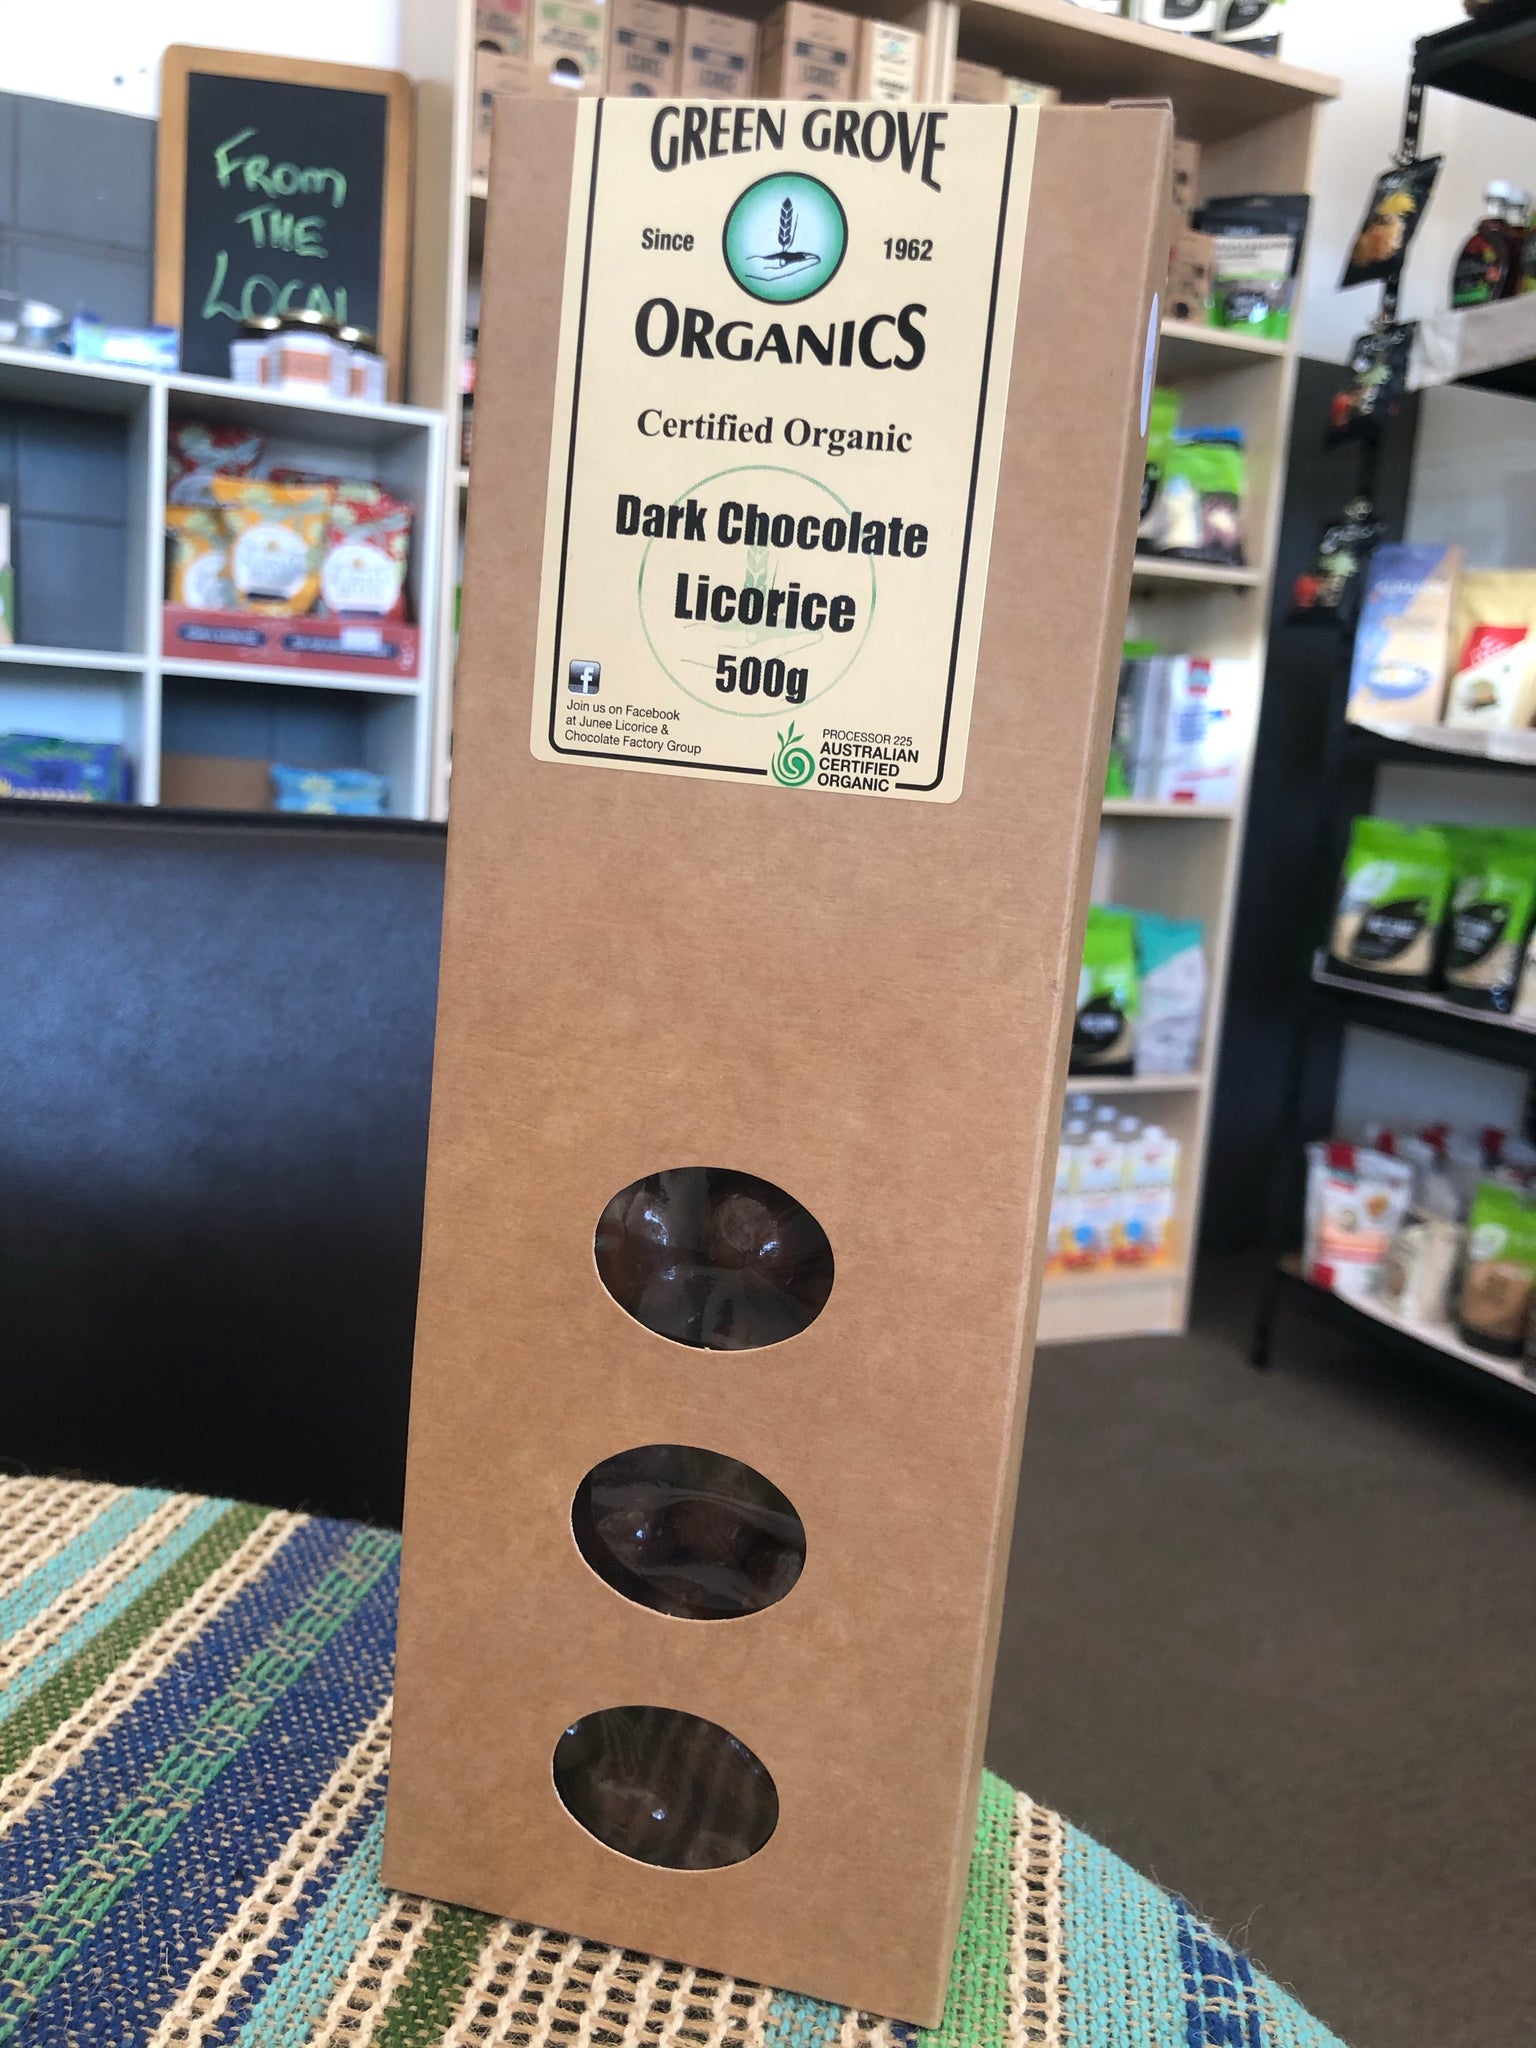 FROM
THE
LOCAL
GREEN GROVE
Since 1962
ORGANICS
Certified Organic
Dark Chocolate
Licorice
500g
Join us on Facebook
at Junee Licorice &
Chocolate Factory Group
PROCESSOR 225
AUSTRALIAN
CERTIFIED
ORGANIC